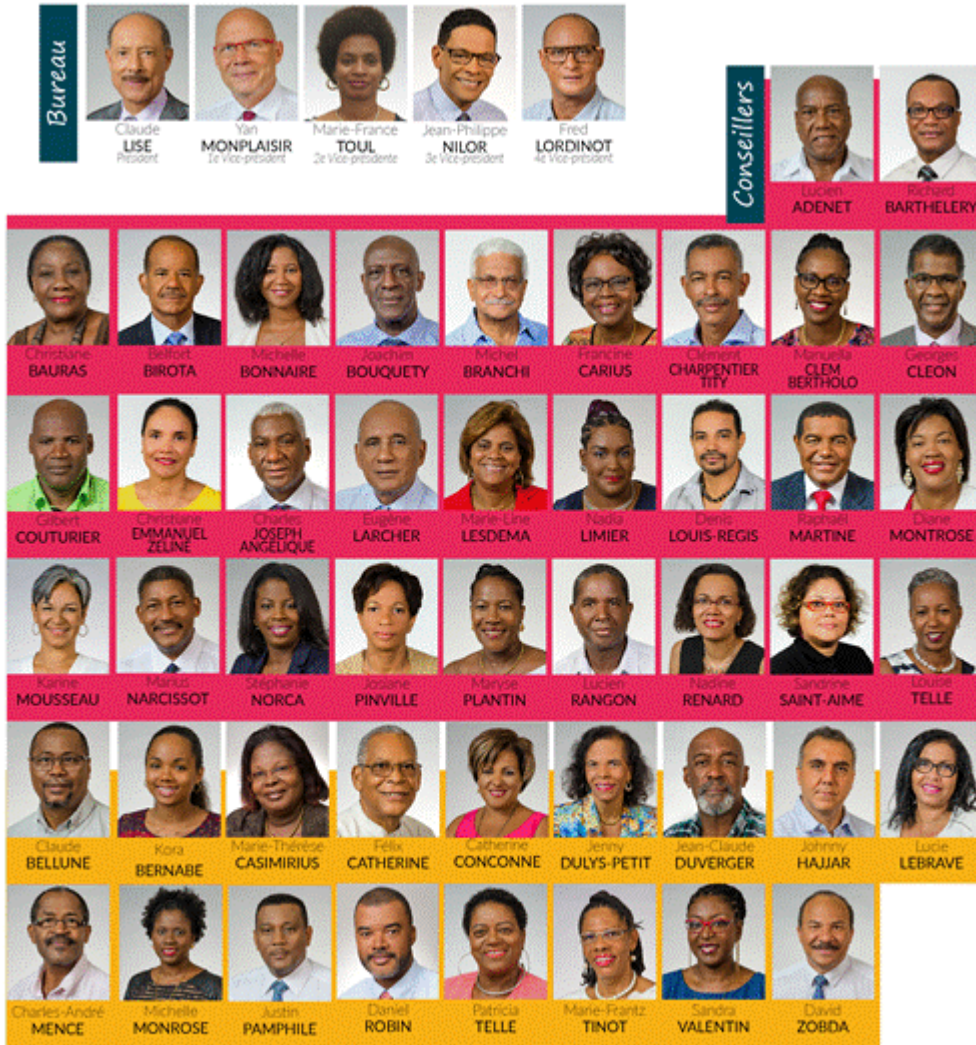 Bureau
Claude
LISE
Président
Yan
MONPLAISIR
1e Vice-président
Marie-France
TOUL
2e Vice-présidente
Jean-Philippe
NILOR
3e Vice-président
Fred
LORDINOT
4e Vice-président
Conseillers
Lucien
ADENET
Richard
BARTHELERY
Christiane
BAURAS
Belfort
BIROTA
Michelle
BONNAIRE
Joachim
BOUQUETY
Michel
BRANCHI
Francine
CARIUS
Clément
CHARPENTIER
TITY
Manuella
CLEM
BERTHOLO
Georges
CLEON
Gilbert
COUTURIER
Christiane
EMMANUEL
ZELINE
Charles
JOSEPH
ANGELIQUE
Eugène
LARCHER
Marie-Line
LESDEMA
Nadia
LIMIER
Denis
LOUIS-REGIS
Raphaël
MARTINE
Diane
MONTROSE
Karine
MOUSSEAU
Marius
NARCISSOT
Stéphanie
NORCA
Josiane
PINVILLE
Maryse
PLANTIN
Lucien
RANGON
Nadine
RENARD
Sandrine
SAINT-AIME
Louise
TELLE
Claude
BELLUNE
Kora
BERNABE
Marie-Thérèse
CASIMIRIUS
Félix
CATHERINE
Catherine
CONCONNE
Jenny
DULYS-PETIT
Jean-Claude
DUVERGER
Johnny
HAJJAR
Lucie
LEBRAVE
Charles-André
MENCE
Michelle
MONROSE
Justin
PAMPHILE
Daniel
ROBIN
Patricia
TELLE
Marie-Frantz
TINOT
Sandra
VALENTIN
David
ZOBDA